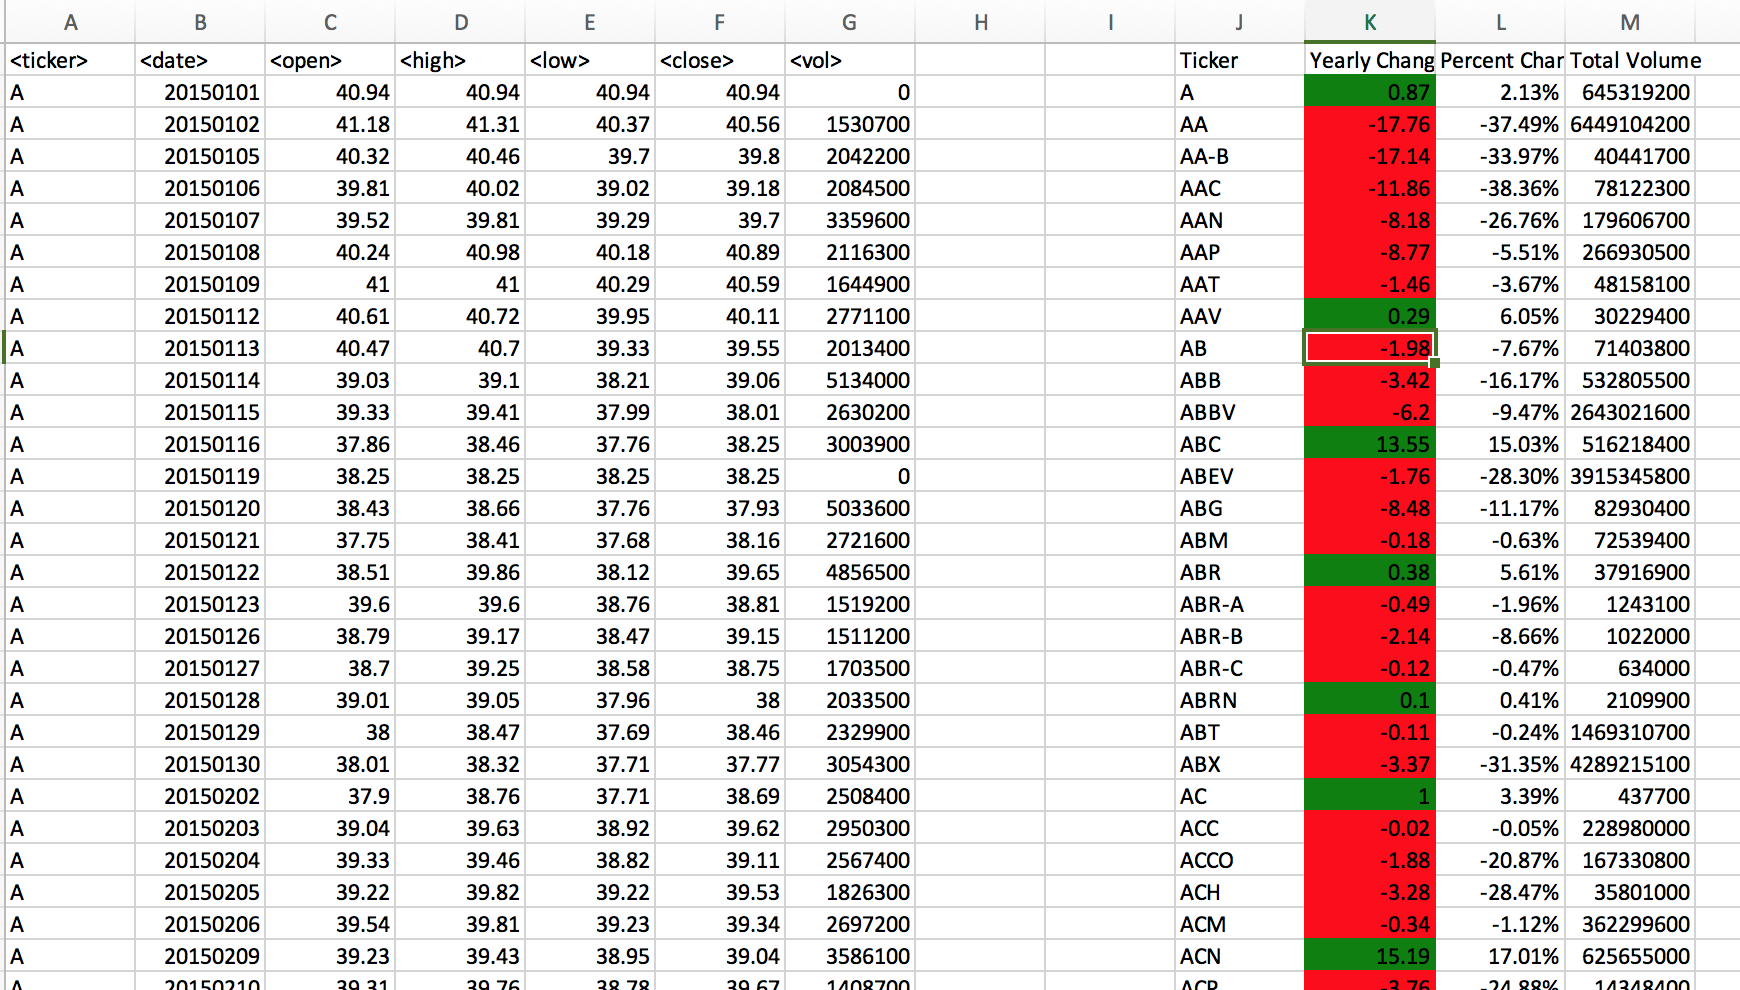 A B C D E F G H I J K L M
<ticker> <date> <open> <high> <low> <close> <vol> Ticker Yearly Chang Percent Char Total Volume
A 20150101 40.94 40.94 40.94 40.94 0 A 0.87 2.13% 645319200
A 20150102 41.18 41.31 40.37 40.56 1530700 AA -17.76 -37.49% 6449104200
A 20150105 40.32 40.46 39.7 39.8 2042200 AA-B -17.14 -33.97% 40441700
A 20150106 39.81 40.02 39.02 39.18 2084500 AAC -11.86 -38.36% 78122300
A 20150107 39.52 39.81 39.29 39.7 3359600 AAN -8.18 -26.76% 179606700
A 20150108 40.24 40.98 40.18 40.89 2116300 AAP -8.77 -5.51% 266930500
A 20150109 41 41 40.29 40.59 1644900 AAT -1.46 -3.67% 48158100
A 20150112 40.61 40.72 39.95 40.11 2771100 AAV 0.29 6.05% 30229400
A 20150113 40.47 40.7 39.33 39.55 2013400 AB -1.98 -7.67% 71403800
A 20150114 39.03 39.1 38.21 39.06 5134000 ABB -3.42 -16.17% 532805500
A 20150115 39.33 39.41 37.99 38.01 2630200 ABBV -6.2 -9.47% 2643021600
A 20150116 37.86 38.46 37.76 38.25 3003900 ABC 13.55 15.03% 516218400
A 20150119 38.25 38.25 38.25 38.25 0 ABEV -1.76 -28.30% 3915345800
A 20150120 38.43 38.66 37.76 37.93 5033600 ABG -8.48 -11.17% 82930400
A 20150121 37.75 38.41 37.68 38.16 2721600 ABM -0.18 -0.63% 72539400
A 20150122 38.51 39.86 38.12 39.65 4856500 ABR 0.38 5.61% 37916900
A 20150123 39.6 39.6 38.76 38.81 1519200 ABR-A -0.49 -1.96% 1243100
A 20150126 38.79 39.17 38.47 39.15 1511200 ABR-B -2.14 -8.66% 1022000
A 20150127 38.7 39.25 38.58 38.75 1703500 ABR-C -0.12 -0.47% 634000
A 20150128 39.01 39.05 37.96 38 2033500 ABRN 0.1 0.41% 2109900
A 20150129 38 38.47 37.69 38.46 2329900 ABT -0.11 -0.24% 1469310700
A 20150130 38.01 38.32 37.71 37.77 3054300 ABX -3.37 -31.35% 4289215100
A 20150202 37.9 38.76 37.71 38.69 2508400 AC 1 3.39% 437700
A 20150203 39.04 39.63 38.92 39.62 2950300 ACC -0.02 -0.05% 228980000
A 20150204 39.33 39.46 38.82 39.11 2567400 ACCO -1.88 -20.87% 167330800
A 20150205 39.22 39.82 39.22 39.53 1826300 ACH -3.28 -28.47% 35801000
A 20150206 39.54 39.81 39.23 39.34 2697200 ACM -0.34 -1.12% 362299600
A 20150209 39.23 39.43 38.95 39.04 3586100 ACN 15.19 17.01% 625655000
A 20150210 39.31 39.76 38.78 39.67 1408700 -3.76 -24.88% 14348400